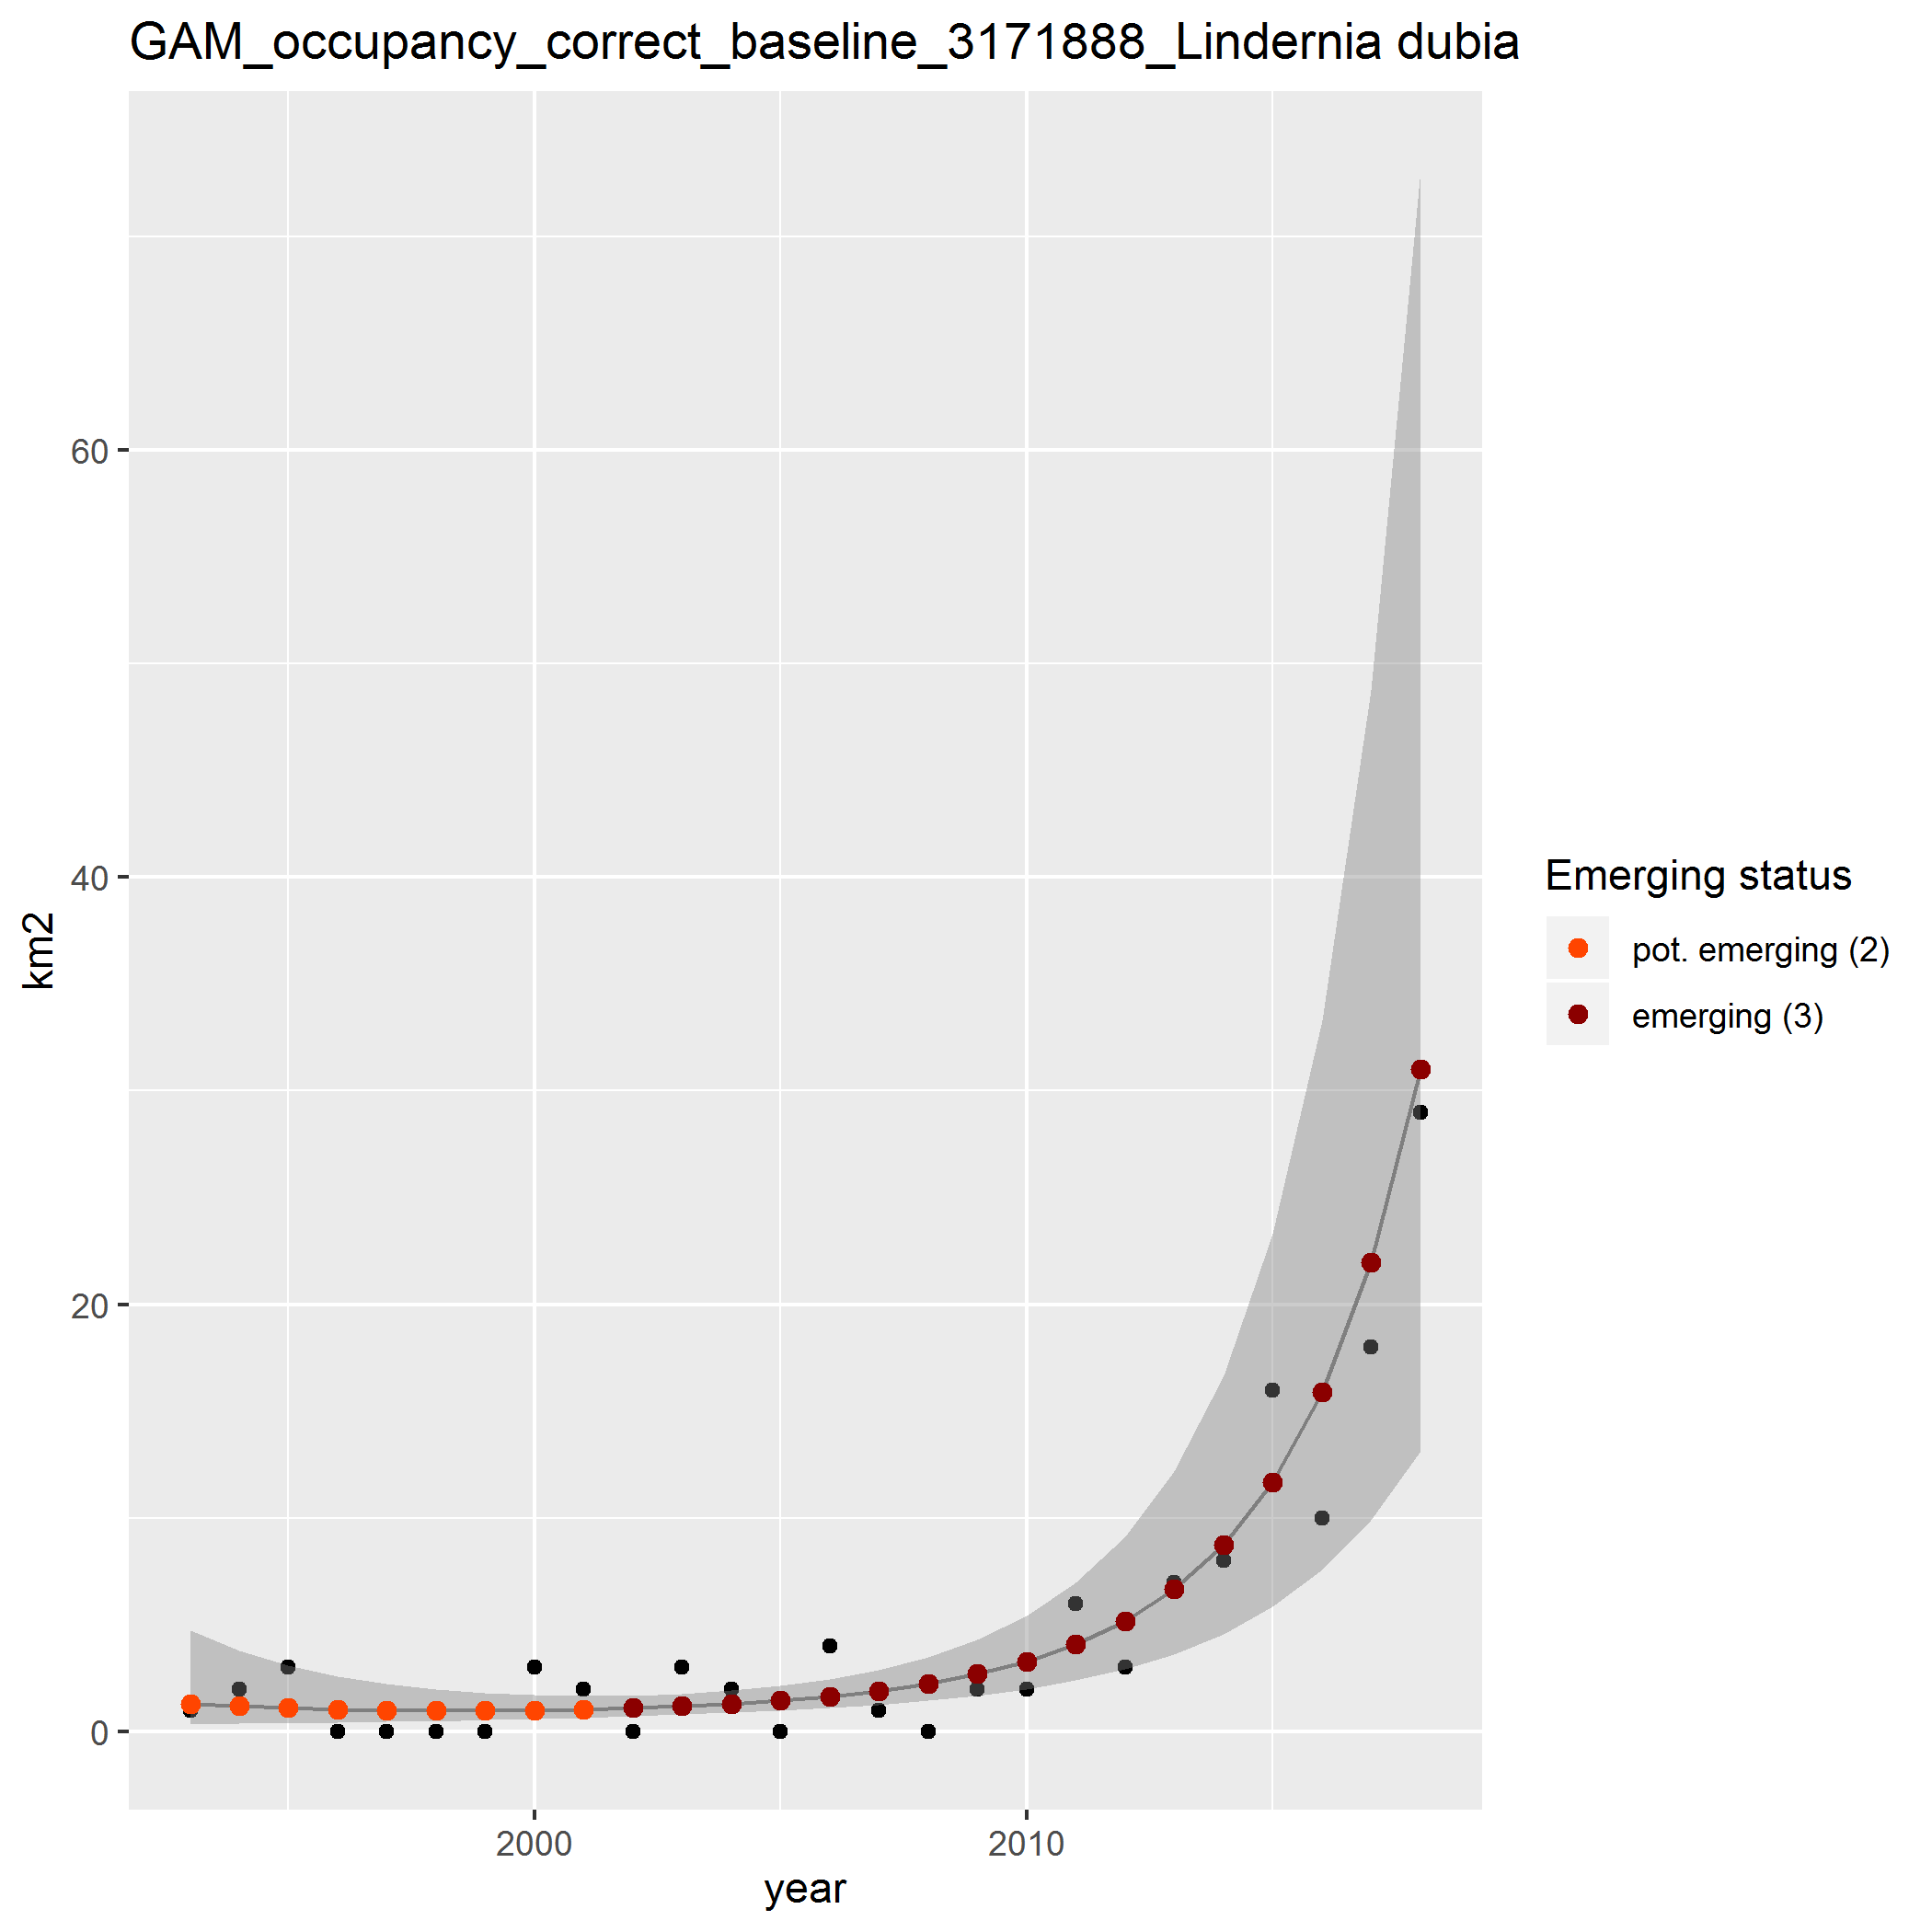 GAM_occupancy_correct_baseline_3171888_Lindernia dubia
60
40
20
0
km2
2000 2010
year
Emerging status
pot. emerging (2)
emerging (3)